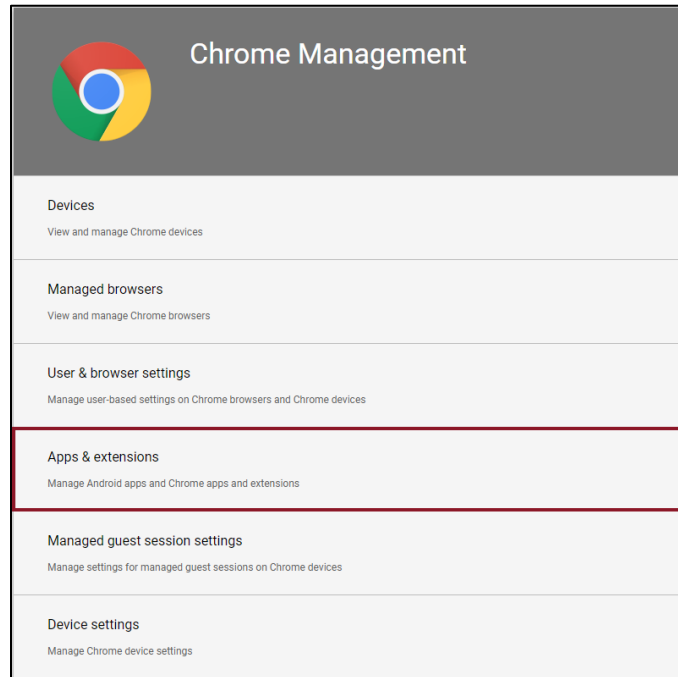 Chrome Management
Devices
View and manage Chrome devices
Managed browsers
View and manage Chrome browsers
User & browser settings
Manage user-based settings on Chrome browsers and Chrome devices
Apps & extensions
Manage Android apps and Chrome apps and extensions
Managed guest session settings
Manage settings for managed guest sessions on Chrome devices
Device settings
Manage Chrome device settings